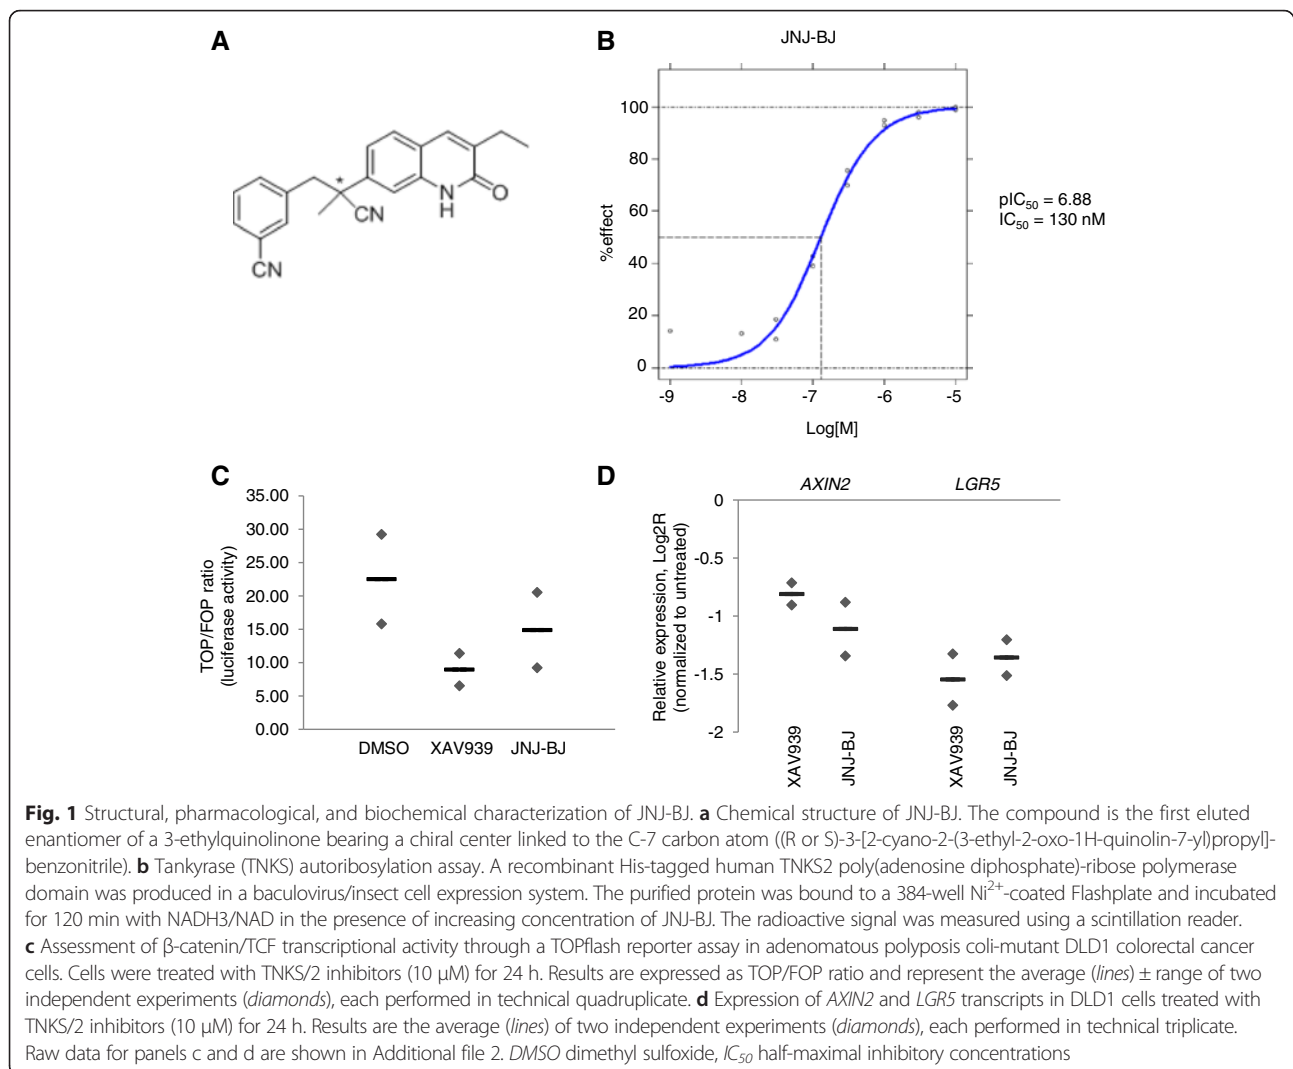 A
CN
CN
*
N
H
O
B
JNJ-BJ
100
80
60
40
20
0
%effect
-9 -8 -7 -6 -5
Log[M]
pIC50 = 6.88
IC50 = 130 nM
C
35.00
30.00
25.00
20.00
15.00
10.00
5.00
0.00
TOP/FOP ratio
(luciferase activity)
DMSO XAV939 JNJ-BJ
D
AXIN2 LGR5
0
-0.5
-1
-1.5
-2
Relative expression, Log2R
(normalized to untreated)
XAV939 JNJ-BJ XAV939 JNJ-BJ
Fig. 1 Structural, pharmacological, and biochemical characterization of JNJ-BJ. a Chemical structure of JNJ-BJ. The compound is the first eluted
enantiomer of a 3-ethylquinolinone bearing a chiral center linked to the C-7 carbon atom ((R or S)-3-[2-cyano-2-(3-ethyl-2-oxo-1H-quinolin-7-yl)propyl]-
benzonitrile). b Tankyrase (TNKS) autoribosylation assay. A recombinant His-tagged human TNKS2 poly(adenosine diphosphate)-ribose polymerase
domain was produced in a baculovirus/insect cell expression system. The purified protein was bound to a 384-well Ni2+-coated Flashplate and incubated
for 120 min with NADH3/NAD in the presence of increasing concentration of JNJ-BJ. The radioactive signal was measured using a scintillation reader.
c Assessment of β-catenin/TCF transcriptional activity through a TOPflash reporter assay in adenomatous polyposis coli-mutant DLD1 colorectal cancer
cells. Cells were treated with TNKS/2 inhibitors (10 μM) for 24 h. Results are expressed as TOP/FOP ratio and represent the average (lines) ± range of two
independent experiments (diamonds), each performed in technical quadruplicate. d Expression of AXIN2 and LGR5 transcripts in DLD1 cells treated with
TNKS/2 inhibitors (10 μM) for 24 h. Results are the average (lines) of two independent experiments (diamonds), each performed in technical triplicate.
Raw data for panels c and d are shown in Additional file 2. DMSO dimethyl sulfoxide, IC50 half-maximal inhibitory concentrations